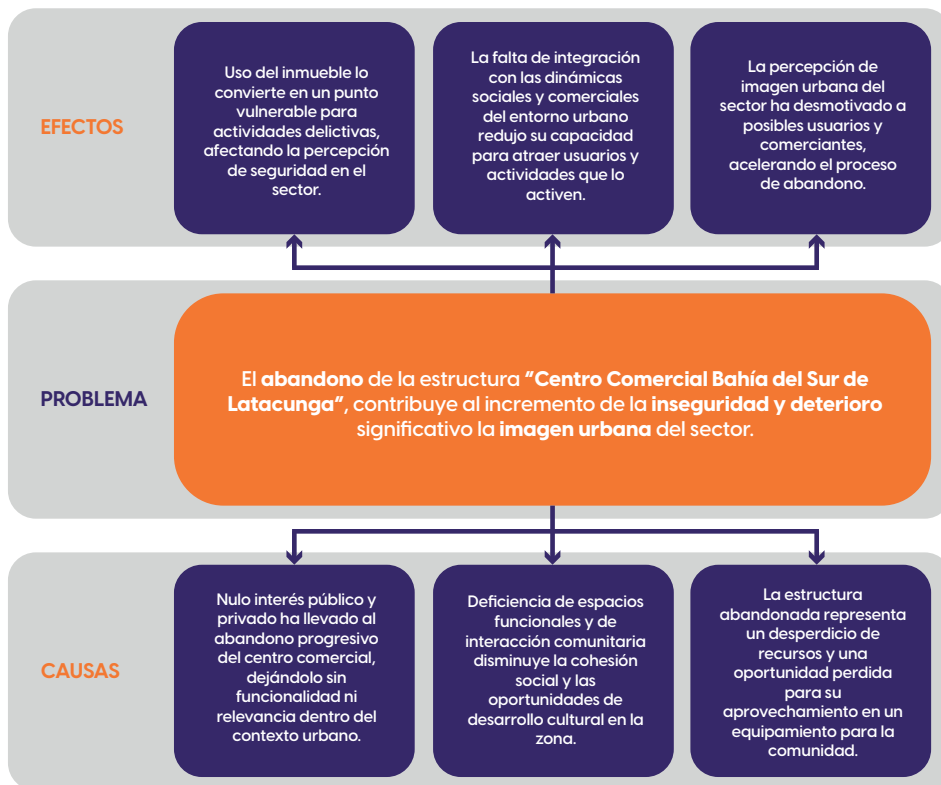 EFECTOS
Uso del inmueble lo
convierte en un punto
vulnerable para
actividades delictivas,
afectando la percepción
de seguridad en el
sector.
La falta de integración
con las dinámicas
sociales y comerciales
del entorno urbano
redujo su capacidad
para atraer usuarios y
actividades que lo
activen.
La percepción de
imagen urbana del
sector ha desmotivado a
posibles usuarios y
comerciantes,
acelerando el proceso
de abandono.
PROBLEMA
El abandono de la estructura "Centro Comercial Bahía del Sur de
Latacunga", contribuye al incremento de la inseguridad y deterioro
significativo la imagen urbana del sector.
CAUSAS
Nulo interés público y
privado ha llevado al
abandono progresivo
del centro comercial,
dejándolo sin
funcionalidad ni
relevancia dentro del
contexto urbano.
Deficiencia de espacios
funcionales y de
interacción comunitaria
disminuye la cohesión
social y las
oportunidades de
desarrollo cultural en la
zona.
La estructura
abandonada representa
un desperdicio de
recursos y una
oportunidad perdida
para su
aprovechamiento en un
equipamiento para la
comunidad.